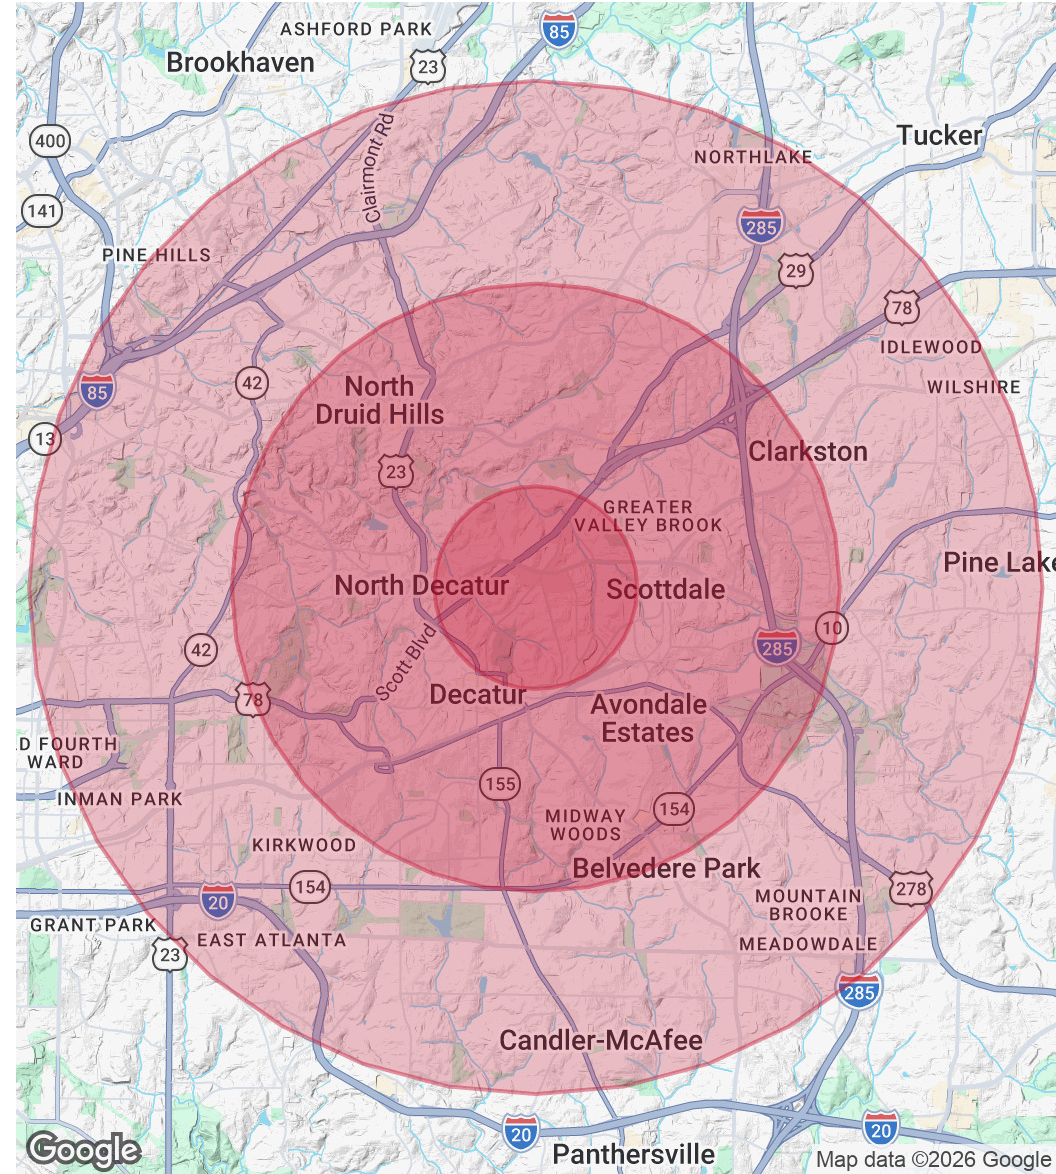 ASHFORD PARK
85
Brookhaven
23
400
Clairmont Rd
Tucker
NORTHLAKE
141
285
PINE HILLS
29
78
IDLEWOOD
42
85
North
Druid Hills
WILSHIRE
13
Clarkston
23
GREATER
VALLEY BROOK
Pine Lake
North Decatur
Scottdale
10
42
285
Scott Blvd
78
Decatur
Avondale
Estates
D FOURTH
WARD
155
INMAN PARK
154
MIDWAY
WOODS
KIRKWOOD
Belvedere Park
154
278
20
MOUNTAIN
BROOKE
GRANT PARK
EAST ATLANTA
MEADOWDALE
23
285
Candler-McAfee
20
20
Google
Panthersville
Map data ©2026 Google